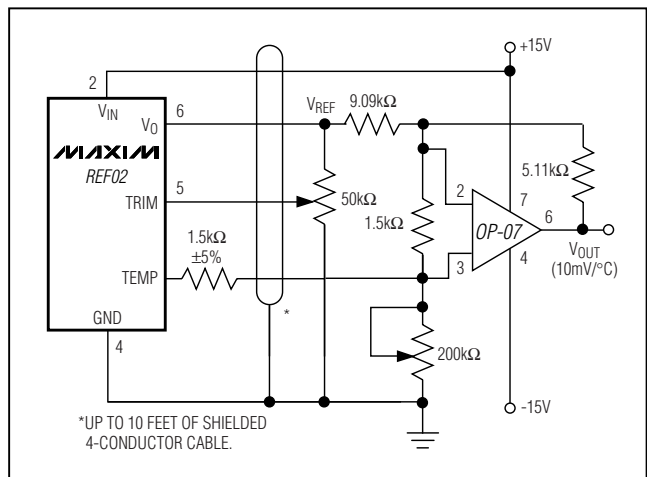 +15V
2
VIN
6
VO
VREF
9.09kΩ
MAXIM
REF02
5.11kΩ
5
TRIM
50kΩ
2
7
1.5kΩ
OP-07
6
1.5kΩ
±5%
TEMP
3
4
VOUT
(10mV/°C)
GND
*
200kΩ
4
-15V
*UP TO 10 FEET OF SHIELDED
4-CONDUCTOR CABLE.